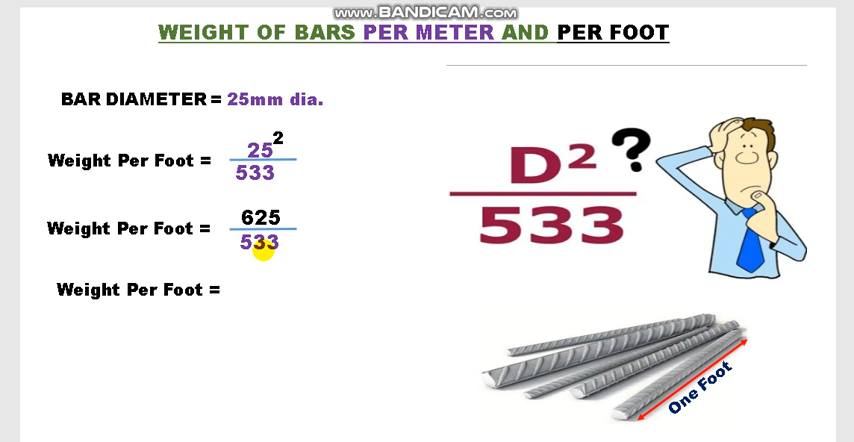 www.BANDICAM.com
WEIGHT OF BARS PER METER AND PER FOOT
BAR DIAMETER = 25mm dia.
Weight Per Foot = 25²
533
Weight Per Foot = 625
533
Weight Per Foot =
D² ?
533
One Foot